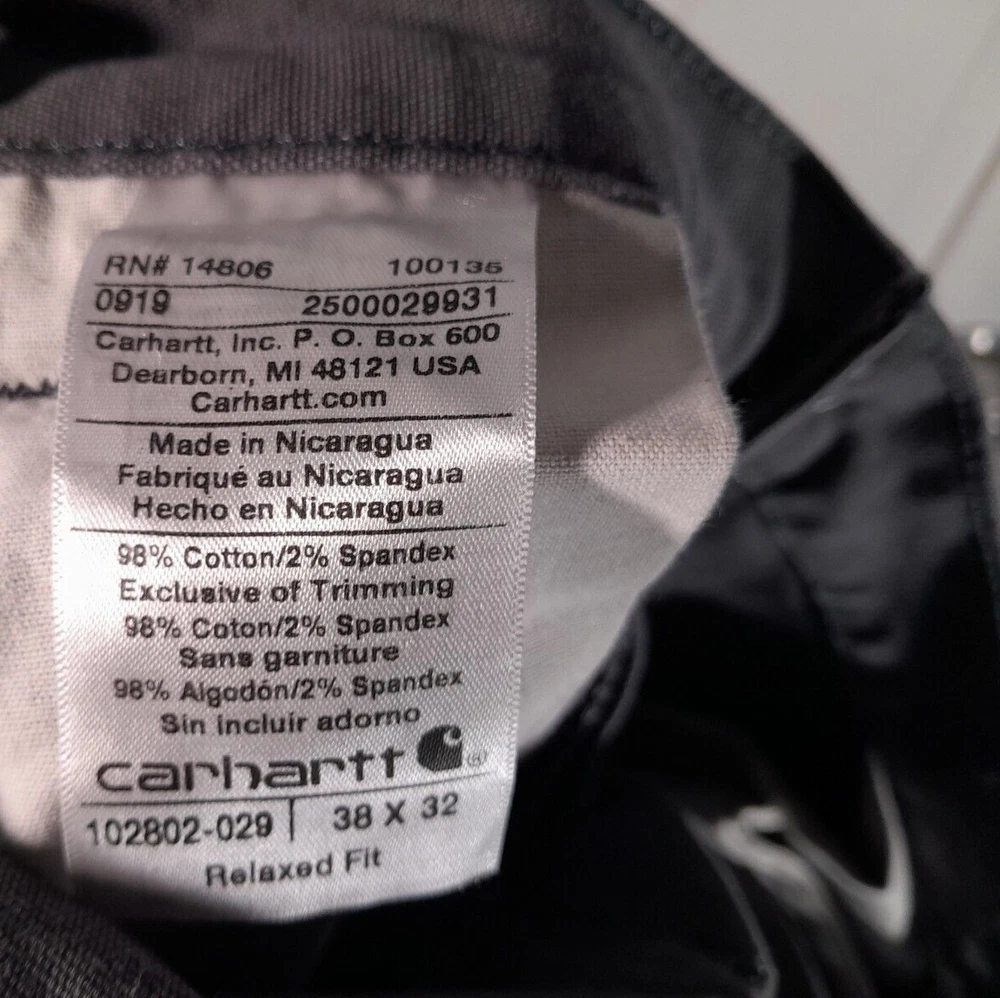 RN# 14806 100135
0919 2500029931
Carhartt, Inc. P. O. Box 600
Dearborn, MI 48121 USA
Carhartt.com
Made in Nicaragua
Fabriqué au Nicaragua
Hecho en Nicaragua
98% Cotton/2% Spandex
Exclusive of Trimming
98% Coton/2% Spandex
Sans garniture
98% Algodón/2% Spandex
Sin incluir adorno
carhartt ®
102802-029 | 38 X 32
Relaxed Fit